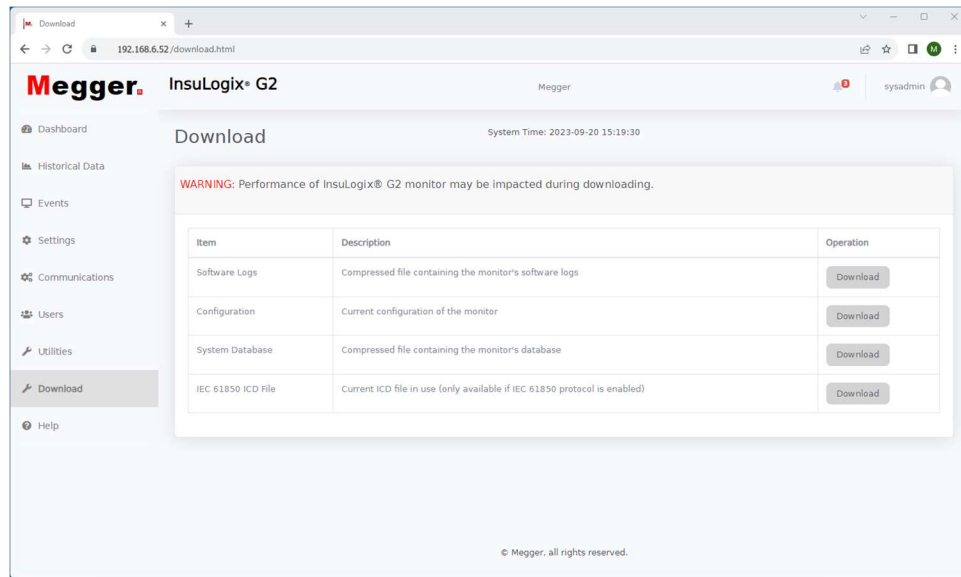 M. Download
192.168.6.52/download.html
M
Megger.
InsuLogix® G2
Megger
3
sysadmin
Dashboard
Historical Data
Events
Settings
Communications
Users
Utilities
Download
Help
Download
System Time: 2023-09-20 15:19:30
WARNING: Performance of InsuLogix® G2 monitor may be impacted during downloading.
Item Description Operation
Software Logs Compressed file containing the monitor's software logs Download
Configuration Current configuration of the monitor Download
System Database Compressed file containing the monitor's database Download
IEC 61850 ICD File Current ICD file in use (only available if IEC 61850 protocol is enabled) Download
© Megger, all rights reserved.